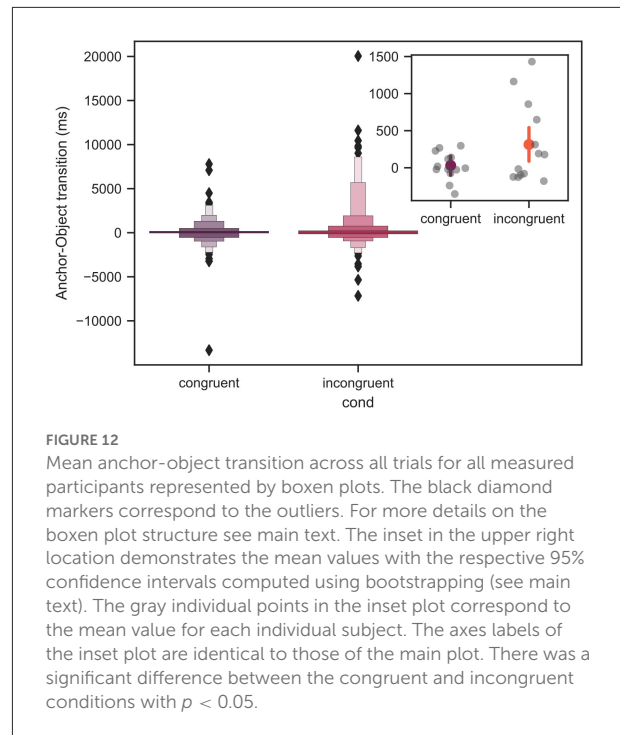 20000
15000
10000
5000
0
−5000
−10000
Anchor-Object transition (ms)
congruent
incongruent
cond
1500
1000
500
0
congruent
incongruent
FIGURE 12
Mean anchor-object transition across all trials for all measured
participants represented by boxen plots. The black diamond
markers correspond to the outliers. For more details on the
boxen plot structure see main text. The inset in the upper right
location demonstrates the mean values with the respective 95%
confidence intervals computed using bootstrapping (see main
text). The gray individual points in the inset plot correspond to
the mean value for each individual subject. The axes labels of
the inset plot are identical to those of the main plot. There was a
significant difference between the congruent and incongruent
conditions with p < 0.05.